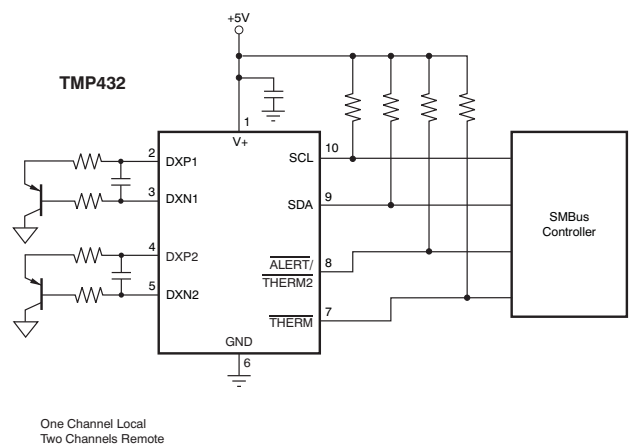 +5V
TMP432
1
V+
2
DXP1
3
DXN1
4
DXP2
5
DXN2
10
SCL
9
SDA
8
ALERT/
THERM2
7
THERM
GND
6
SMBus
Controller
One Channel Local
Two Channels Remote